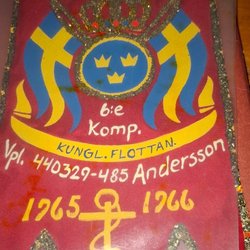 6:e
Komp.
KUNGL. FLOTTAN.
Vpl. 440329-485 Andersson
1965 1966